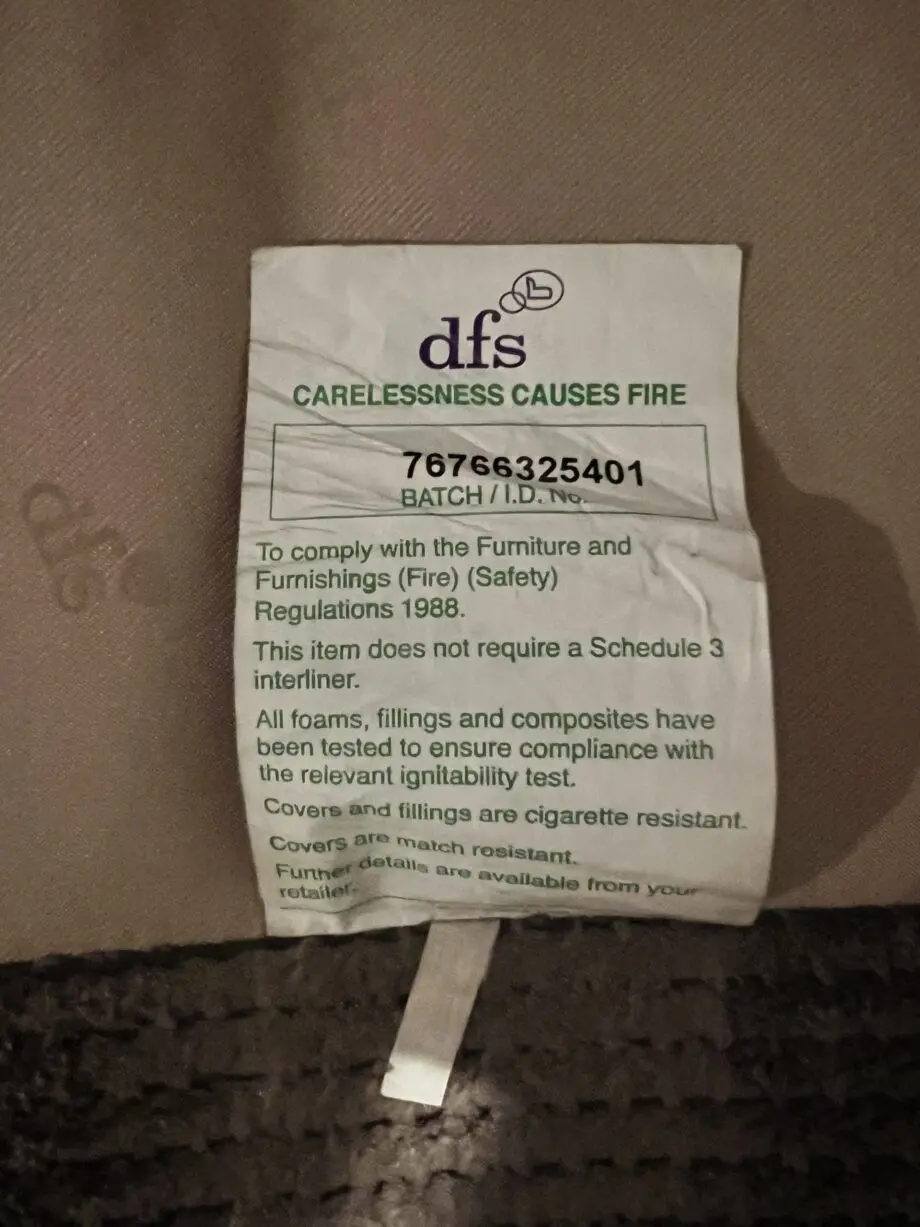 dfs
CARELESSNESS CAUSES FIRE
76766325401
BATCH / I.D. No.
To comply with the Furniture and
Furnishings (Fire) (Safety)
Regulations 1988.
This item does not require a Schedule 3
interliner.
All foams, fillings and composites have
been tested to ensure compliance with
the relevant ignitability test.
Covers and fillings are cigarette resistant.
Covers are match resistant.
Further details are available from your
retailer.
dfs